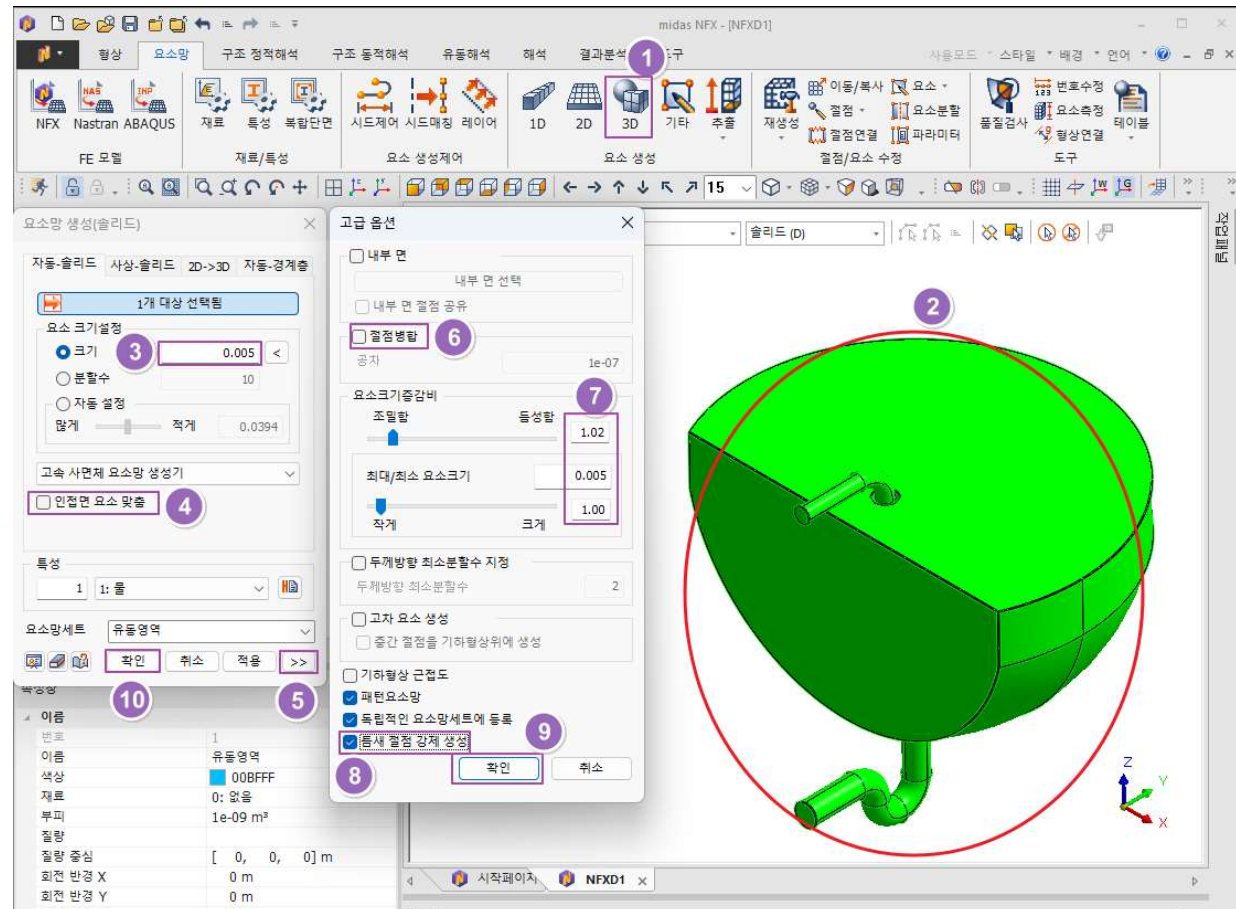 midas NFX - [NFXD1]
형상 요소망 구조 정적해석 구조 동적해석 유동해석 해석 결과분석 도구 사용모드 스타일 배경 언어
1
NFX Nastran ABAQUS 재료 특성 복합단면 시드제어 시드매칭 레이어 1D 2D 3D 기타 추출 재생성 이동/복사 절점 절점연결 요소 요소분할 파라미터 품질검사 번호수정 요소측정 형상연결 테이블
FE 모델 재료/특성 요소 생성제어 요소 생성 절점/요소 수정 도구
15
작업패널
솔리드 (D)
요소망 생성(솔리드)
자동-솔리드 사상-솔리드 2D->3D 자동-경계층
1개 대상 선택됨
요소 크기설정
크기 3 0.005 <
분할수 10
자동 설정
많게 적게 0.0394
고속 사면체 요소망 생성기
인접면 요소 맞춤 4
특성
1 1: 물
요소망세트 유동영역
확인 취소 적용 >>
10 5
고급 옵션
내부 면
내부 면 선택
내부 면 절점 공유
절점병합 6
공차 1e-07
요소크기증감비 7
조밀함 듬성함
1.02
최대/최소 요소크기 0.005
1.00
작게 크게
두께방향 최소분할수 지정
두께방향 최소분할수 2
고차 요소 생성
중간 절점을 기하형상위에 생성
기하형상 근접도
패턴요소망
독립적인 요소망세트에 등록
틈새 절점 강제 생성 9
8 확인 취소
2
Z
Y
X
이름
번호 1
이름 유동영역
색상 00BFFF
재료 0: 없음
부피 1e-09 m³
질량
질량 중심 [ 0, 0, 0] m
회전 반경 X 0 m
회전 반경 Y 0 m
시작페이지 NFXD1